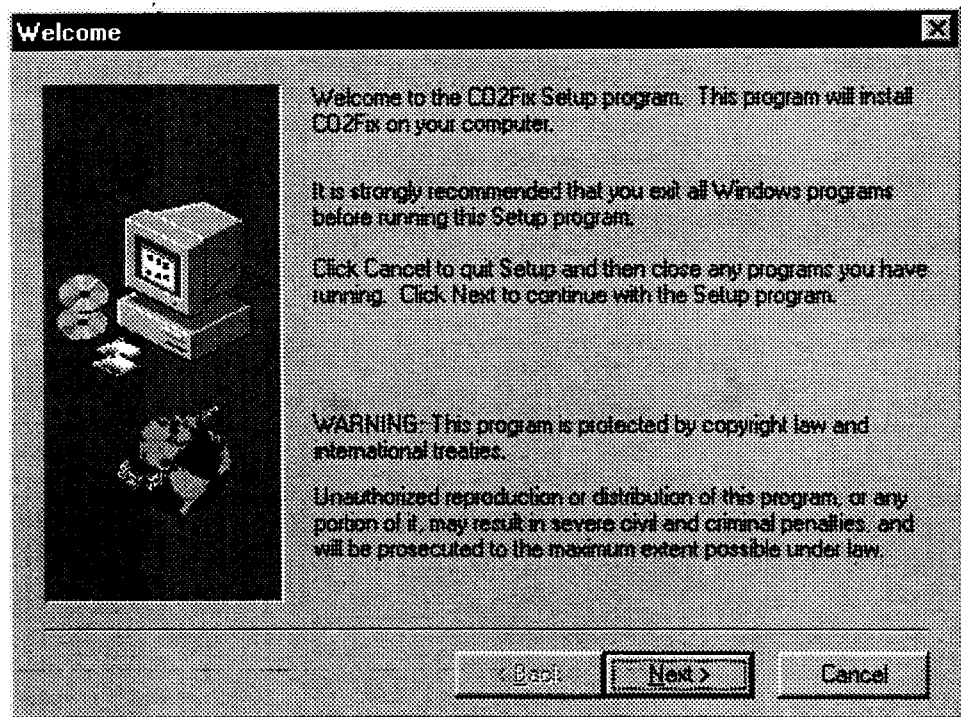 Welcome
Welcome to the CO2Fix Setup program. This program will install
CO2Fix on your computer.
It is strongly recommended that you exit all Windows programs
before running this Setup program.
Click Cancel to quit Setup and then close any programs you have
running. Click Next to continue with the Setup program.
WARNING: This program is protected by copyright law and
international treaties.
Unauthorized reproduction or distribution of this program, or any
portion of it, may result in severe civil and criminal penalties, and
will be prosecuted to the maximum extent possible under law.
< Back
Next >
Cancel